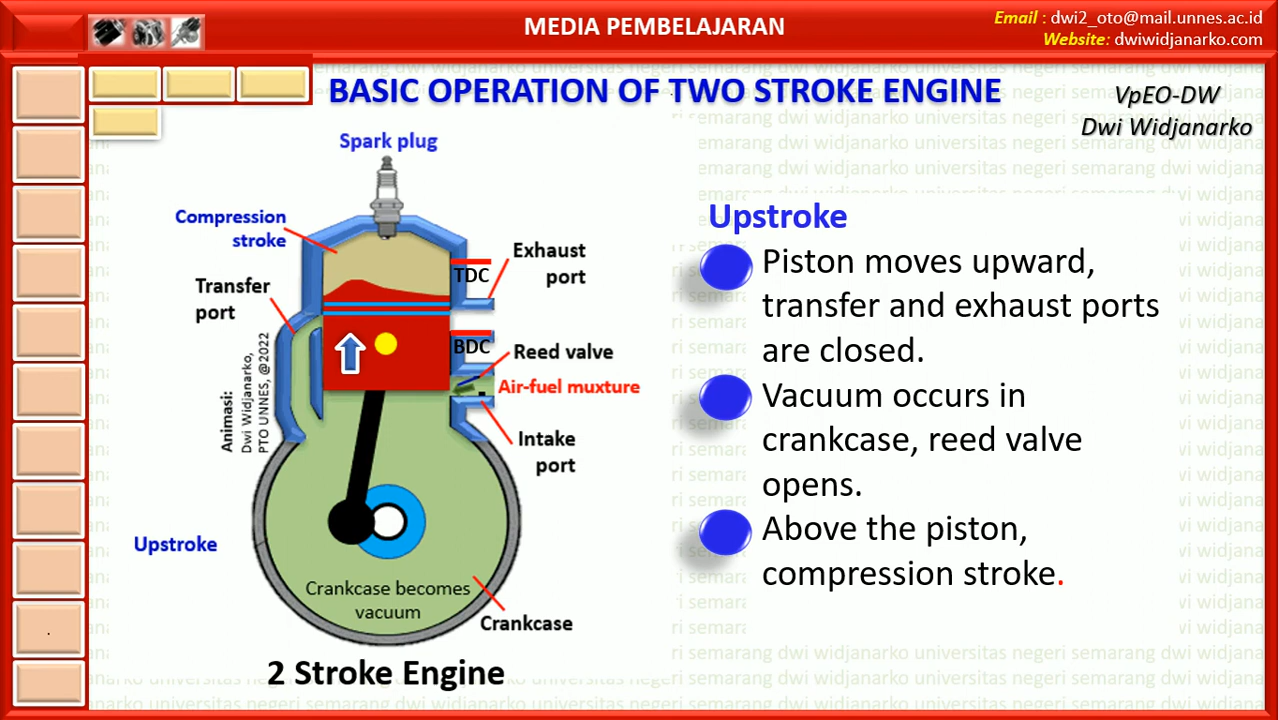 MEDIA PEMBELAJARAN
Email : dwi2_oto@mail.unnes.ac.id
Website: dwiwidjanarko.com
BASIC OPERATION OF TWO STROKE ENGINE
VpEO-DW
Dwi Widjanarko
Spark plug
Compression
stroke
Exhaust
port
TDC
Transfer
port
BDC
Reed valve
Air-fuel muxture
Animasi:
Dwi Widjanarko,
PTO UNNES, @2022
Intake
port
Upstroke
Crankcase becomes
vacuum
Crankcase
2 Stroke Engine
Upstroke
Piston moves upward,
transfer and exhaust ports
are closed.
Vacuum occurs in
crankcase, reed valve
opens.
Above the piston,
compression stroke.